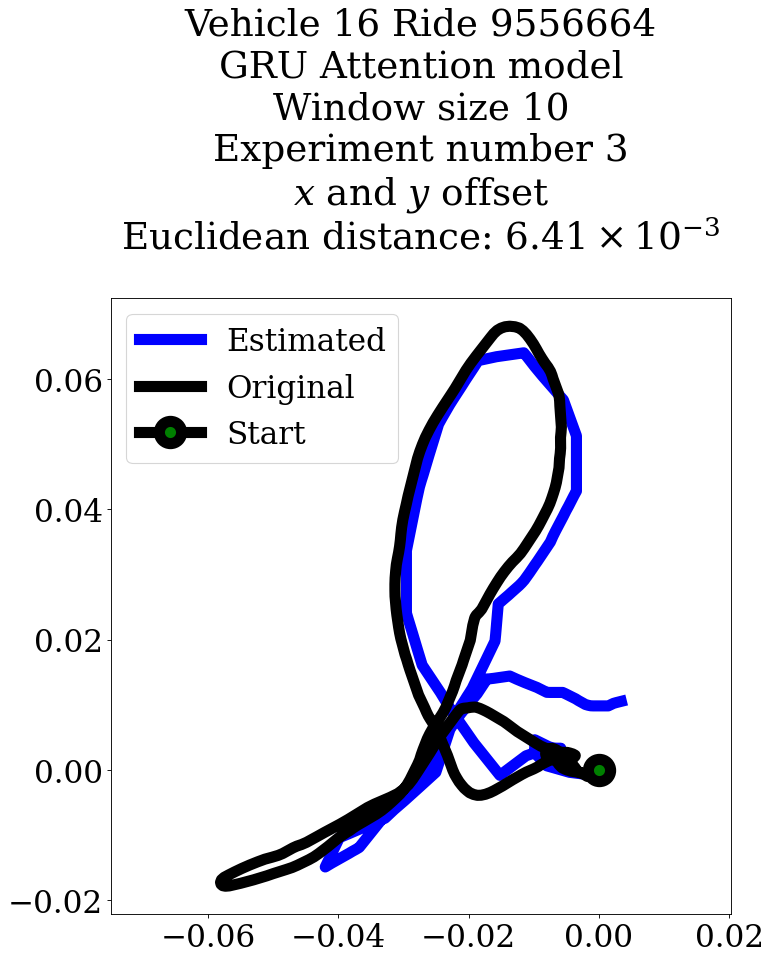 Vehicle 16 Ride 9556664
GRU Attention model
Window size 10
Experiment number 3
x and y offset
Euclidean distance: 6.41 × 10⁻³
Estimated
Original
Start
0.06
0.04
0.02
0.00
−0.02
−0.06 −0.04 −0.02 0.00 0.02